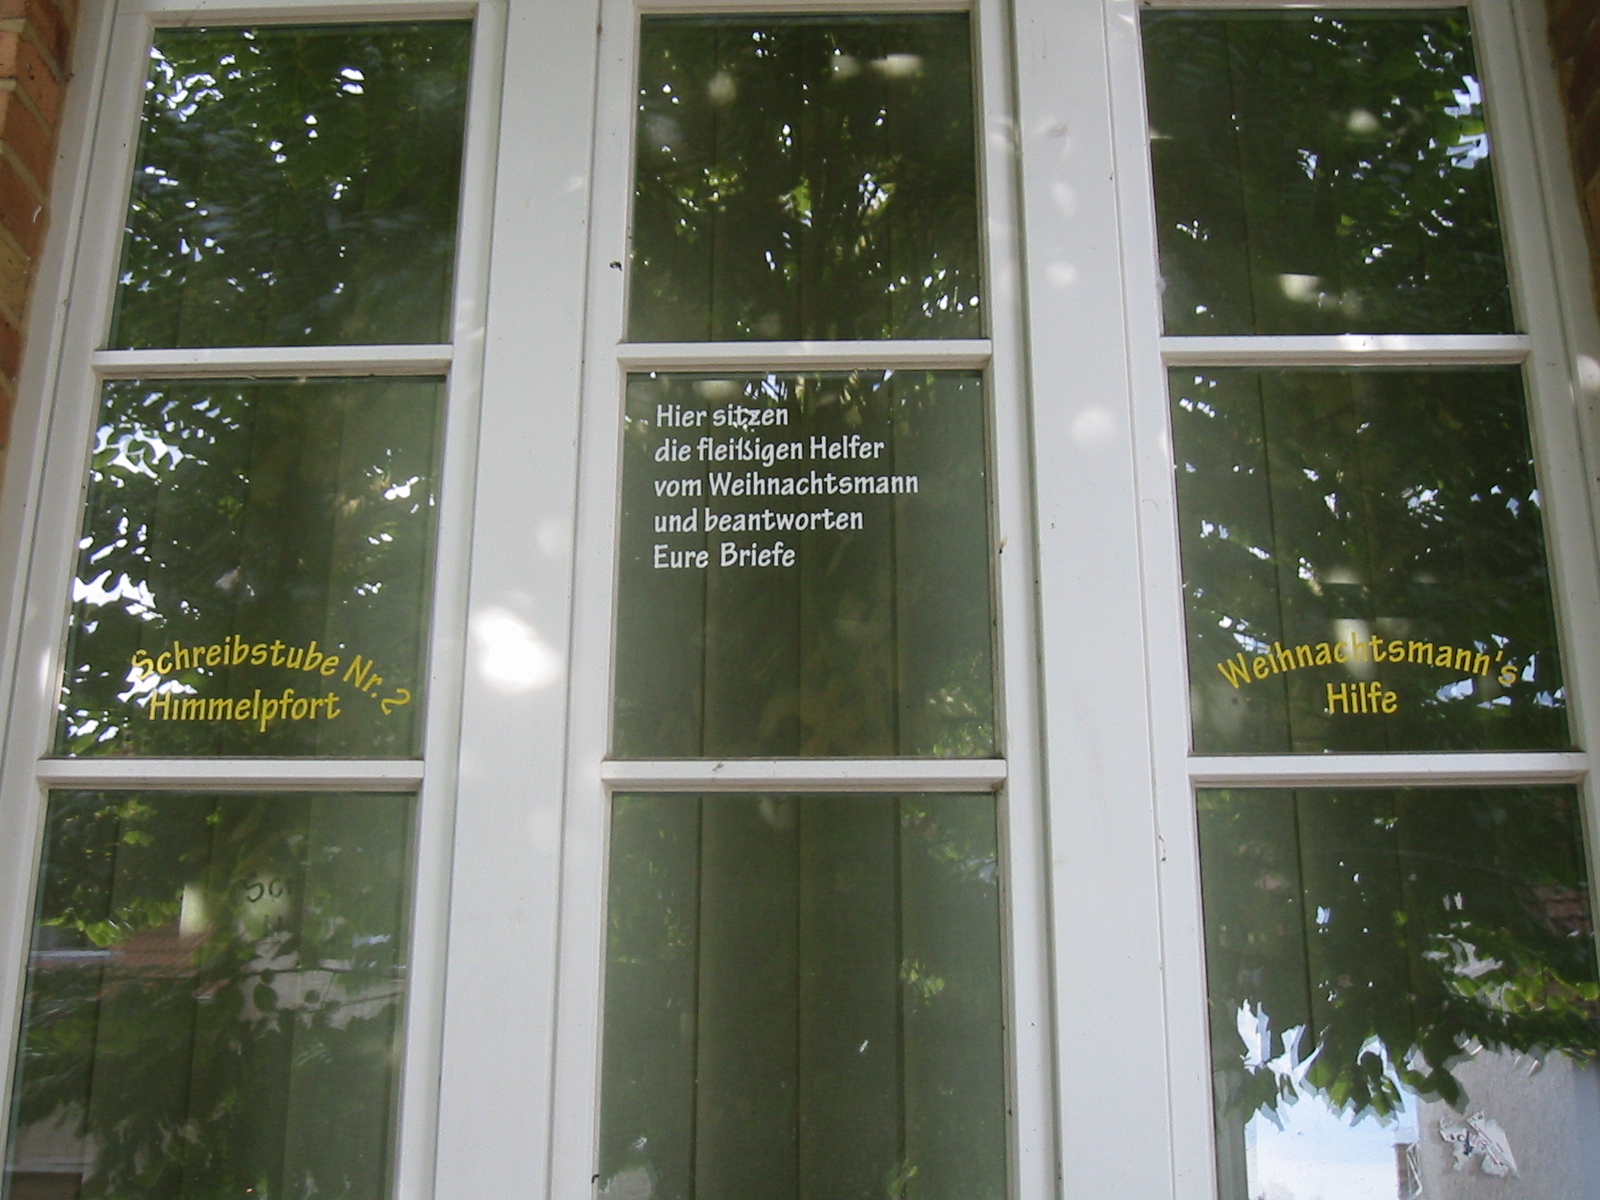 Schreibstube Nr. 2
Himmelpfort
Hier sitzen
die fleißigen Helfer
vom Weihnachtsmann
und beantworten
Eure Briefe
Weihnachtsmann's
Hilfe